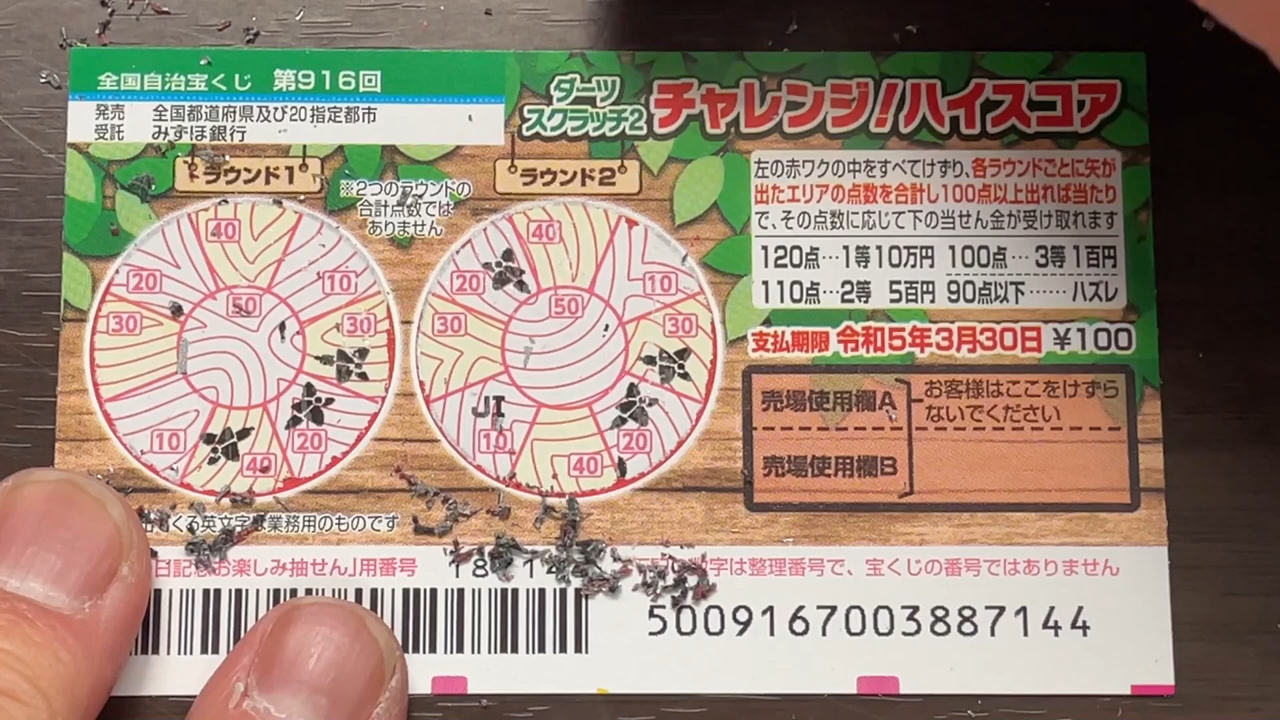 全国自治宝くじ 第916回
発売 全国都道府県及び20指定都市
受託 みずほ銀行
ダーツ
スクラッチ2
チャレンジ!ハイスコア
ラウンド1
※2つのラウンドの
合計点数では
ありません
ラウンド2
40
20
10
50
30
30
10
20
40
40
20
10
50
30
30
JI
10
20
40
左の赤ワクの中をすべてけずり、各ラウンドごとに矢が
出たエリアの点数を合計し100点以上出れば当たり
で、その点数に応じて下の当せん金が受け取れます
120点…1等10万円 100点…3等1百円
110点…2等 5百円 90点以下……ハズレ
支払期限 令和5年3月30日 ¥100
売場使用欄A
お客様はここをけずら
ないでください
売場使用欄B
くる英文字は業務用のものです
日記念お楽しみ抽せん」用番号
数字は整理番号で、宝くじの番号ではありません
5009167003887144